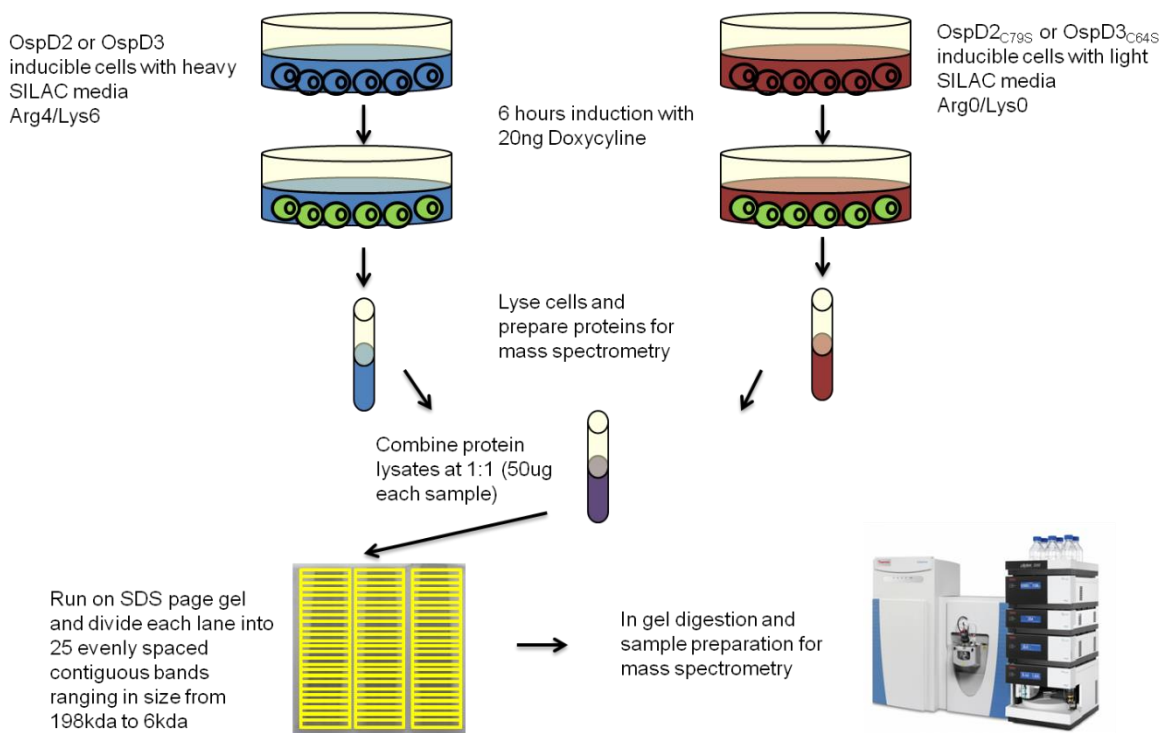 OspD2 or OspD3
inducible cells with heavy
SILAC media
Arg4/Lys6
OspD2C79S or OspD3C64S
inducible cells with light
SILAC media
Arg0/Lys0
6 hours induction with
20ng Doxycyline
Lyse cells and
prepare proteins for
mass spectrometry
Combine protein
lysates at 1:1 (50ug
each sample)
Run on SDS page gel
and divide each lane into
25 evenly spaced
contiguous bands
ranging in size from
198kda to 6kda
In gel digestion and
sample preparation for
mass spectrometry